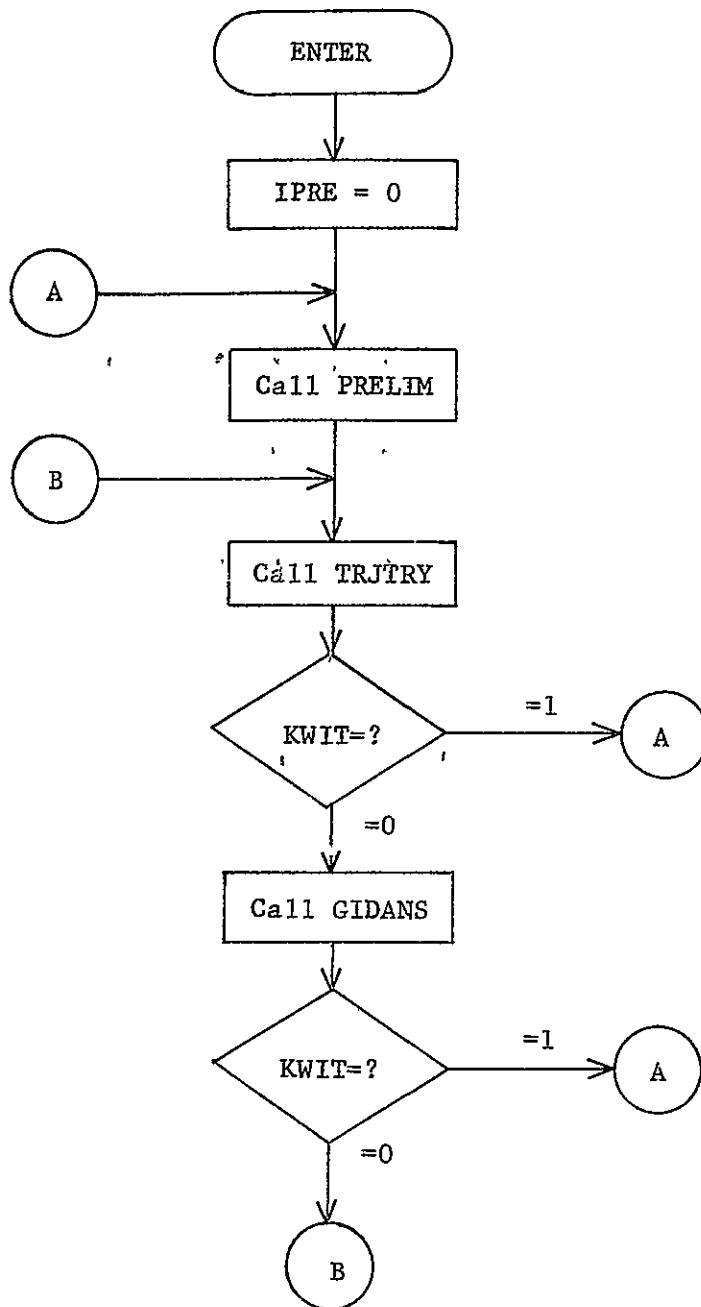 ENTER
IPRE = 0
A
Call PRELIM
B
Call TRJTRY
KWIT=?
=1
A
=0
Call GIDANS
KWIT=?
=1
A
=0
B